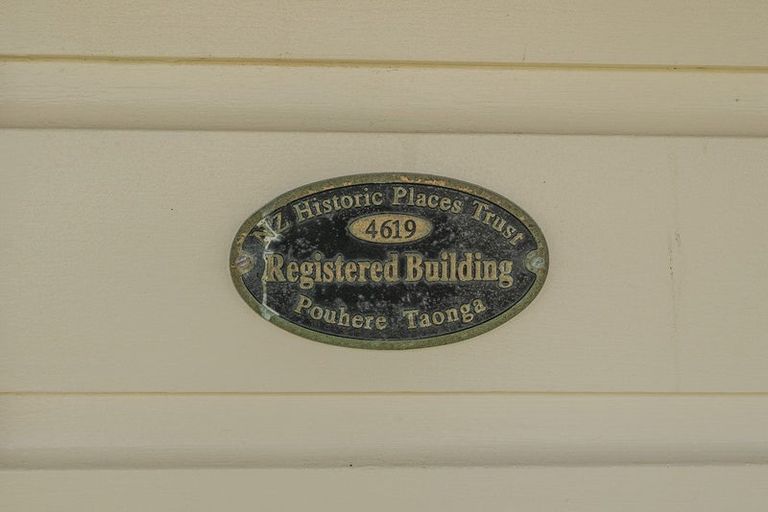 NZ Historic Places Trust
4619
Registered Building
Pouhere Taonga